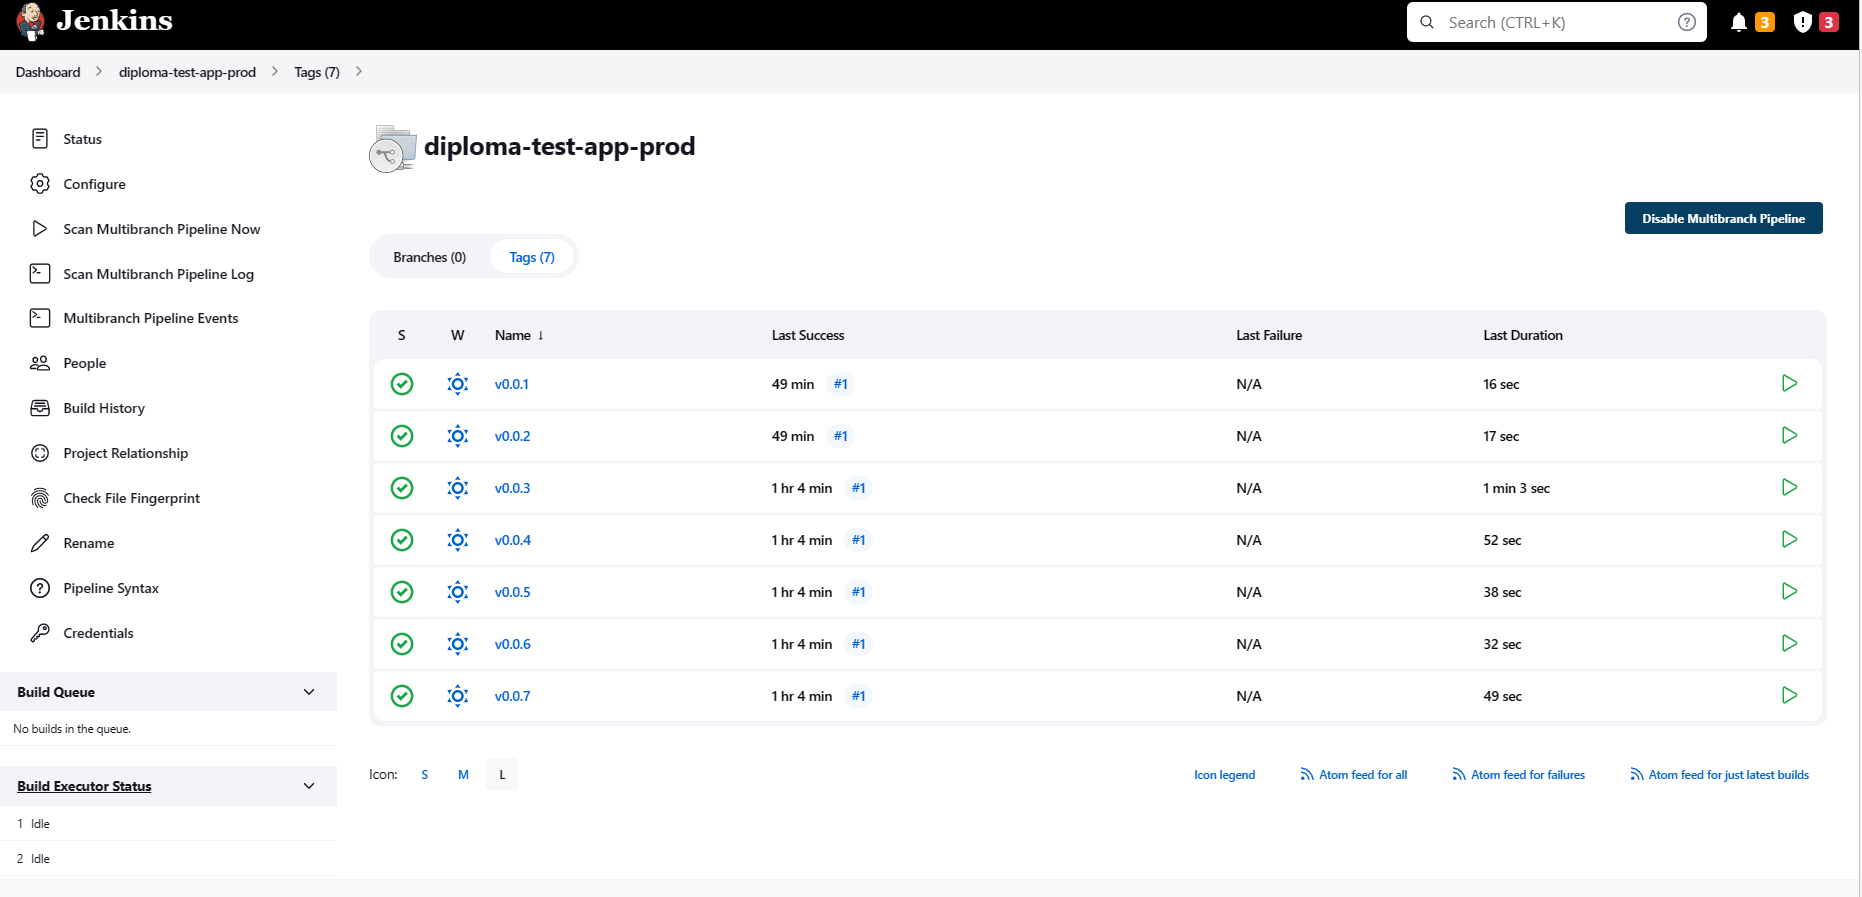 Jenkins
Search (CTRL+K)
3
3
Dashboard
diploma-test-app-prod
Tags (7)
Status
Configure
Scan Multibranch Pipeline Now
Scan Multibranch Pipeline Log
Multibranch Pipeline Events
People
Build History
Project Relationship
Check File Fingerprint
Rename
Pipeline Syntax
Credentials
Build Queue
No builds in the queue.
Build Executor Status
1 Idle
2 Idle
diploma-test-app-prod
Disable Multibranch Pipeline
Branches (0) Tags (7)
S W Name ↓ Last Success Last Failure Last Duration
v0.0.1 49 min #1 N/A 16 sec
v0.0.2 49 min #1 N/A 17 sec
v0.0.3 1 hr 4 min #1 N/A 1 min 3 sec
v0.0.4 1 hr 4 min #1 N/A 52 sec
v0.0.5 1 hr 4 min #1 N/A 38 sec
v0.0.6 1 hr 4 min #1 N/A 32 sec
v0.0.7 1 hr 4 min #1 N/A 49 sec
Icon: S M L
Icon legend
Atom feed for all
Atom feed for failures
Atom feed for just latest builds